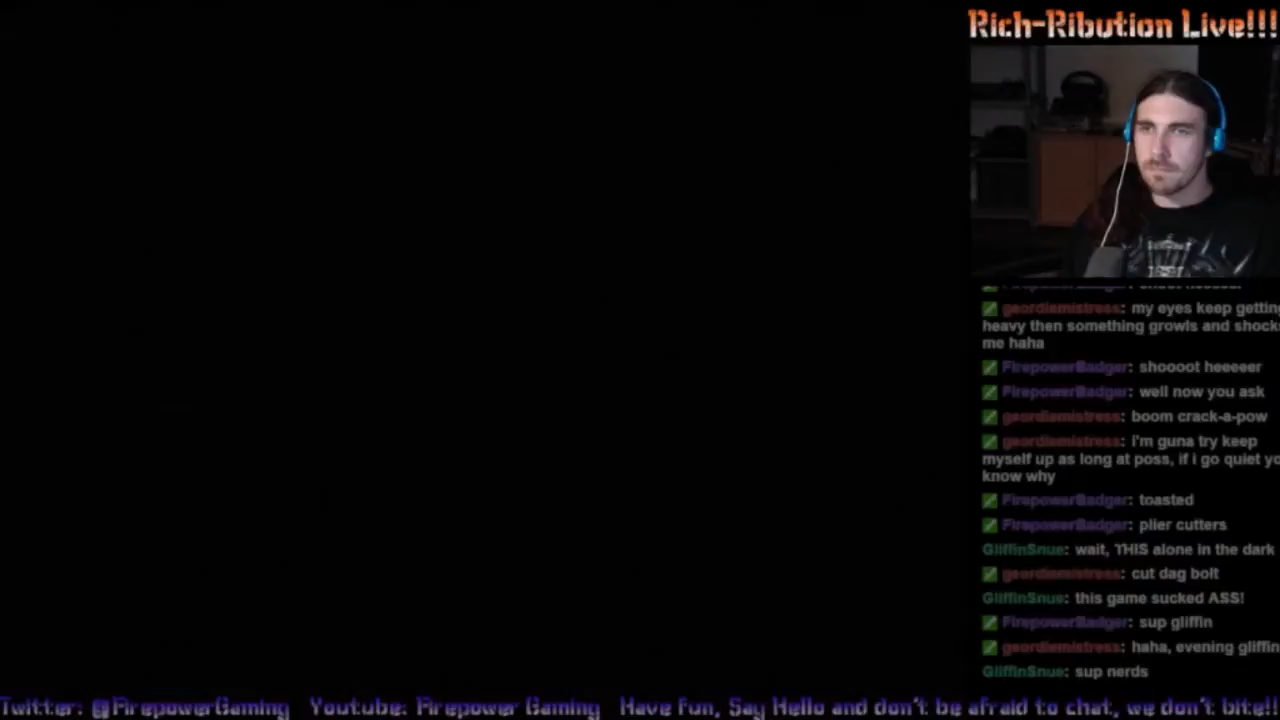 Rich-Ribution Live!!!
geordiemistress: my eyes keep getting
heavy then something growls and shock
me haha
FirepowerBadger: shoooot heeeeer
FirepowerBadger: well now you ask
geordiemistress: boom crack-a-pow
geordiemistress: i'm guna try keep
myself up as long at poss, if i go quiet yo
know why
FirepowerBadger: toasted
FirepowerBadger: plier cutters
GliffinSnue: wait, THIS alone in the dark
geordiemistress: cut dag bolt
GliffinSnue: this game sucked ASS!
FirepowerBadger: sup gliffin
geordiemistress: haha, evening gliffin
GliffinSnue: sup nerds
Twitter: @FirepowerGaming Youtube: Firepower Gaming Have fun, Say Hello and don't be afraid to chat, we don't bite!!